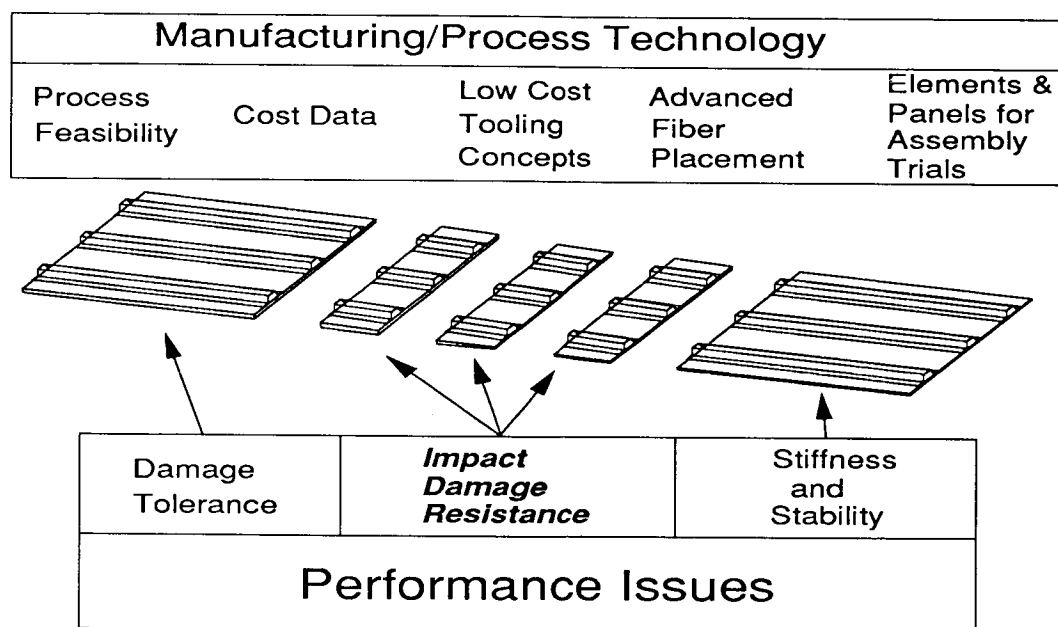 Manufacturing/Process Technology
Process
Feasibility
Cost Data
Low Cost
Tooling
Concepts
Advanced
Fiber
Placement
Elements &
Panels for
Assembly
Trials
Damage
Tolerance
Impact
Damage
Resistance
Stiffness
and
Stability
Performance Issues